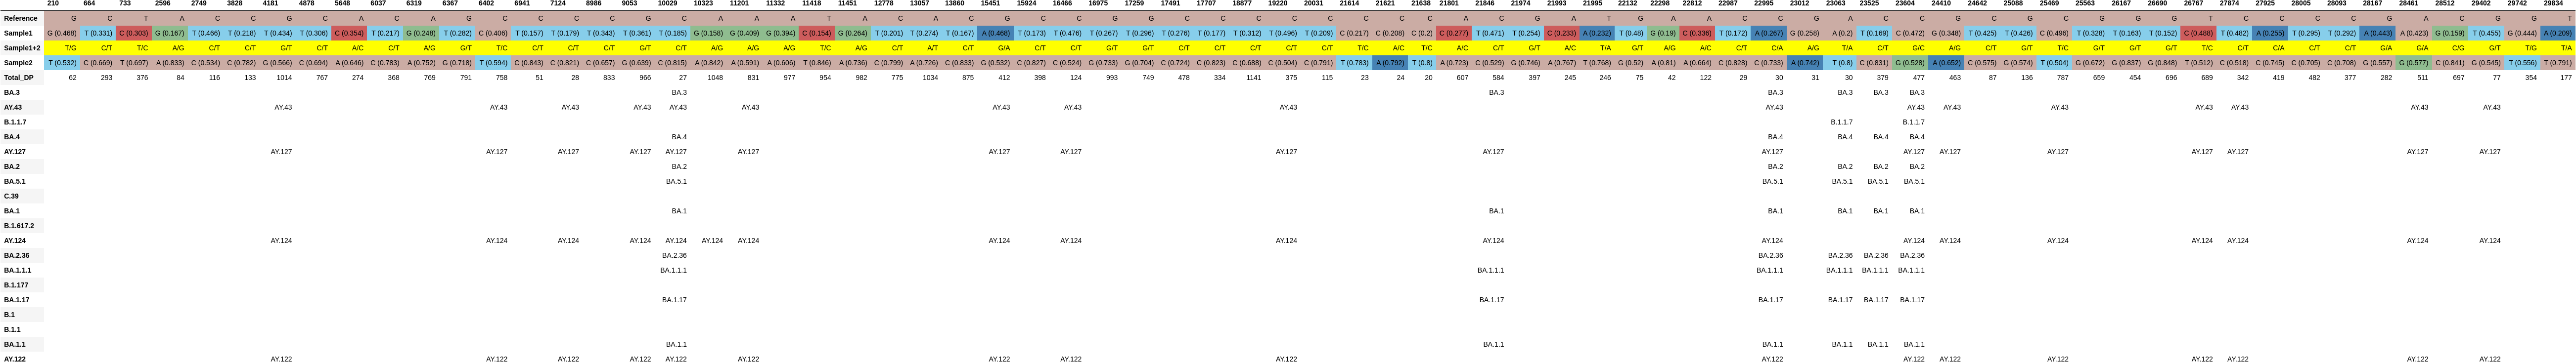 210 664 733 2596 2749 3828 4181 4878 5648 6037 6319 6367 6402 6941 7124 8986 9053 10029 10323 11201 11332 11418 11451 12778 13057 13860 15451 15924 16466 16975 17259 17491 17707 18877 19220 20031 21614 21621 21638 21801 21846 21974 21993 21995 22132 22298 22812 22987 22995 23012 23063 23525 23604 24410 24642 25088 25469 25563 26167 26690 26767 27874 27925 28005 28093 28167 28461 28512 29402 29742 29834
Reference G C T A C C G C A C A G C C C C G C A A A T A C A C G C C G G C C C C C C C C A C G A T G A A C C G A C C G C G C G G G T C C C C G A C G G T
Sample1 G (0.468) T (0.331) C (0.303) G (0.167) T (0.466) T (0.218) T (0.434) T (0.306) C (0.354) T (0.217) G (0.248) T (0.282) C (0.406) T (0.157) T (0.179) T (0.343) T (0.361) T (0.185) G (0.158) G (0.409) G (0.394) C (0.154) G (0.264) T (0.201) T (0.274) T (0.167) A (0.468) T (0.173) T (0.476) T (0.267) T (0.296) T (0.276) T (0.177) T (0.312) T (0.496) T (0.209) C (0.217) C (0.208) C (0.2) C (0.277) T (0.471) T (0.254) C (0.233) A (0.232) T (0.48) G (0.19) C (0.336) T (0.172) A (0.267) G (0.258) A (0.2) T (0.169) C (0.472) G (0.348) T (0.425) T (0.426) C (0.496) T (0.328) T (0.163) T (0.152) C (0.488) T (0.482) A (0.255) T (0.295) T (0.292) A (0.443) A (0.423) G (0.159) T (0.455) G (0.444) A (0.209)
Sample1+2 T/G C/T T/C A/G C/T C/T G/T C/T A/C C/T A/G G/T T/C C/T C/T C/T G/T C/T A/G A/G A/G T/C A/G C/T A/T C/T G/A C/T C/T G/T G/T C/T C/T C/T C/T C/T T/C A/C T/C A/C C/T G/T A/C T/A G/T A/G A/C C/T C/A A/G T/A C/T G/C A/G C/T G/T T/C G/T G/T G/T T/C C/T C/A C/T C/T G/A G/A C/G G/T T/G T/A
Sample2 T (0.532) C (0.669) T (0.697) A (0.833) C (0.534) C (0.782) G (0.566) C (0.694) A (0.646) C (0.783) A (0.752) G (0.718) T (0.594) C (0.843) C (0.821) C (0.657) G (0.639) C (0.815) A (0.842) A (0.591) A (0.606) T (0.846) A (0.736) C (0.799) A (0.726) C (0.833) G (0.532) C (0.827) C (0.524) G (0.733) G (0.704) C (0.724) C (0.823) C (0.688) C (0.504) C (0.791) T (0.783) A (0.792) T (0.8) A (0.723) C (0.529) G (0.746) A (0.767) T (0.768) G (0.52) A (0.81) A (0.664) C (0.828) C (0.733) A (0.742) T (0.8) C (0.831) G (0.528) A (0.652) C (0.575) G (0.574) T (0.504) G (0.672) G (0.837) G (0.848) T (0.512) C (0.518) C (0.745) C (0.705) C (0.708) G (0.557) G (0.577) C (0.841) G (0.545) T (0.556) T (0.791)
Total_DP 62 293 376 84 116 133 1014 767 274 368 769 791 758 51 28 833 966 27 1048 831 977 954 982 775 1034 875 412 398 124 993 749 478 334 1141 375 115 23 24 20 607 584 397 245 246 75 42 122 29 30 31 30 379 477 463 87 136 787 659 454 696 689 342 419 482 377 282 511 697 77 354 177
BA.3 BA.3 BA.3 BA.3 BA.3 BA.3 BA.3
AY.43 AY.43 AY.43 AY.43 AY.43 AY.43 AY.43 AY.43 AY.43 AY.43 AY.43 AY.43 AY.43 AY.43 AY.43 AY.43 AY.43 AY.43
B.1.1.7 B.1.1.7 B.1.1.7
BA.4 BA.4 BA.4 BA.4 BA.4 BA.4
AY.127 AY.127 AY.127 AY.127 AY.127 AY.127 AY.127 AY.127 AY.127 AY.127 AY.127 AY.127 AY.127 AY.127 AY.127 AY.127 AY.127 AY.127 AY.127
BA.2 BA.2 BA.2 BA.2 BA.2 BA.2
BA.5.1 BA.5.1 BA.5.1 BA.5.1 BA.5.1 BA.5.1
C.39
BA.1 BA.1 BA.1 BA.1 BA.1 BA.1 BA.1
B.1.617.2
AY.124 AY.124 AY.124 AY.124 AY.124 AY.124 AY.124 AY.124 AY.124 AY.124 AY.124 AY.124 AY.124 AY.124 AY.124 AY.124 AY.124 AY.124 AY.124 AY.124
BA.2.36 BA.2.36 BA.2.36 BA.2.36 BA.2.36 BA.2.36
BA.1.1.1 BA.1.1.1 BA.1.1.1 BA.1.1.1 BA.1.1.1 BA.1.1.1 BA.1.1.1
B.1.177
BA.1.17 BA.1.17 BA.1.17 BA.1.17 BA.1.17 BA.1.17 BA.1.17
B.1
B.1.1
BA.1.1 BA.1.1 BA.1.1 BA.1.1 BA.1.1 BA.1.1 BA.1.1
AY.122 AY.122 AY.122 AY.122 AY.122 AY.122 AY.122 AY.122 AY.122 AY.122 AY.122 AY.122 AY.122 AY.122 AY.122 AY.122 AY.122 AY.122